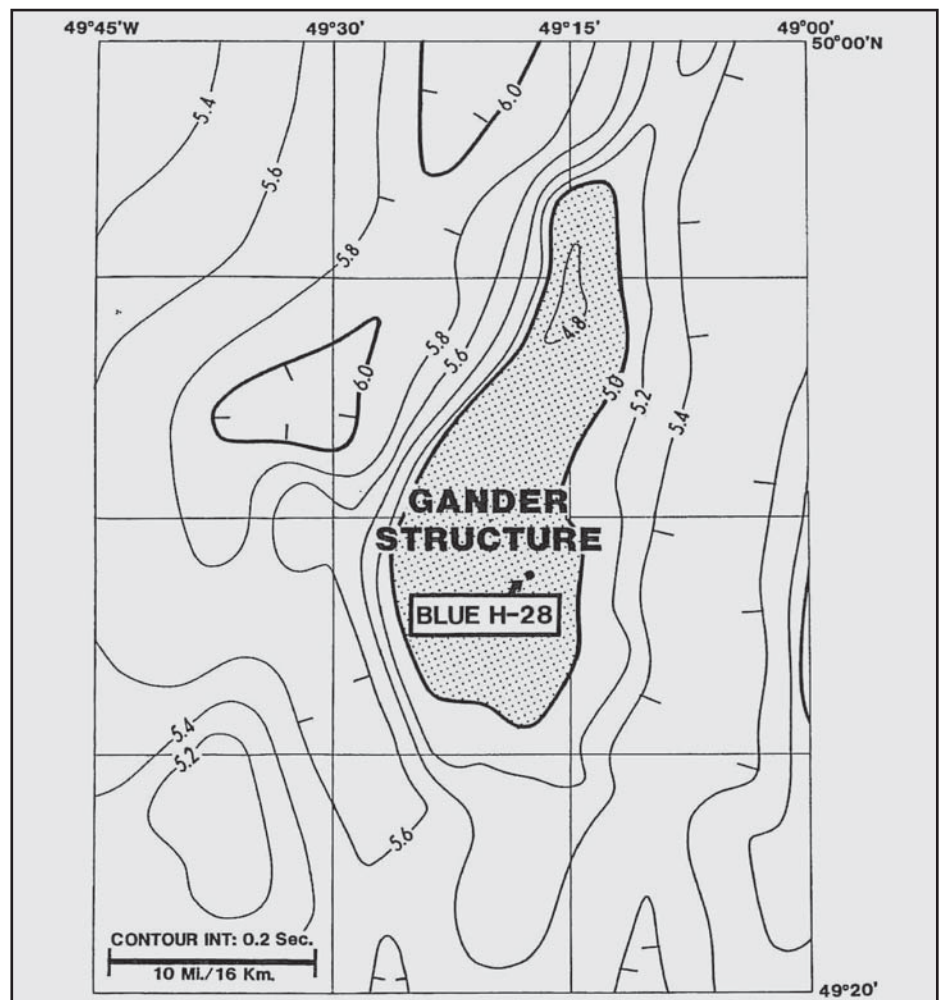 49°45'W 49°30' 49°15' 49°00'
50°00'N
5.4
6.0
5.6
5.8
4.8
5.8
5.6
6.0
5.0
5.2
5.4
GANDER
STRUCTURE
BLUE H-28
5.4
5.2
5.6
CONTOUR INT: 0.2 Sec.
10 Mi./16 Km.
49°20'